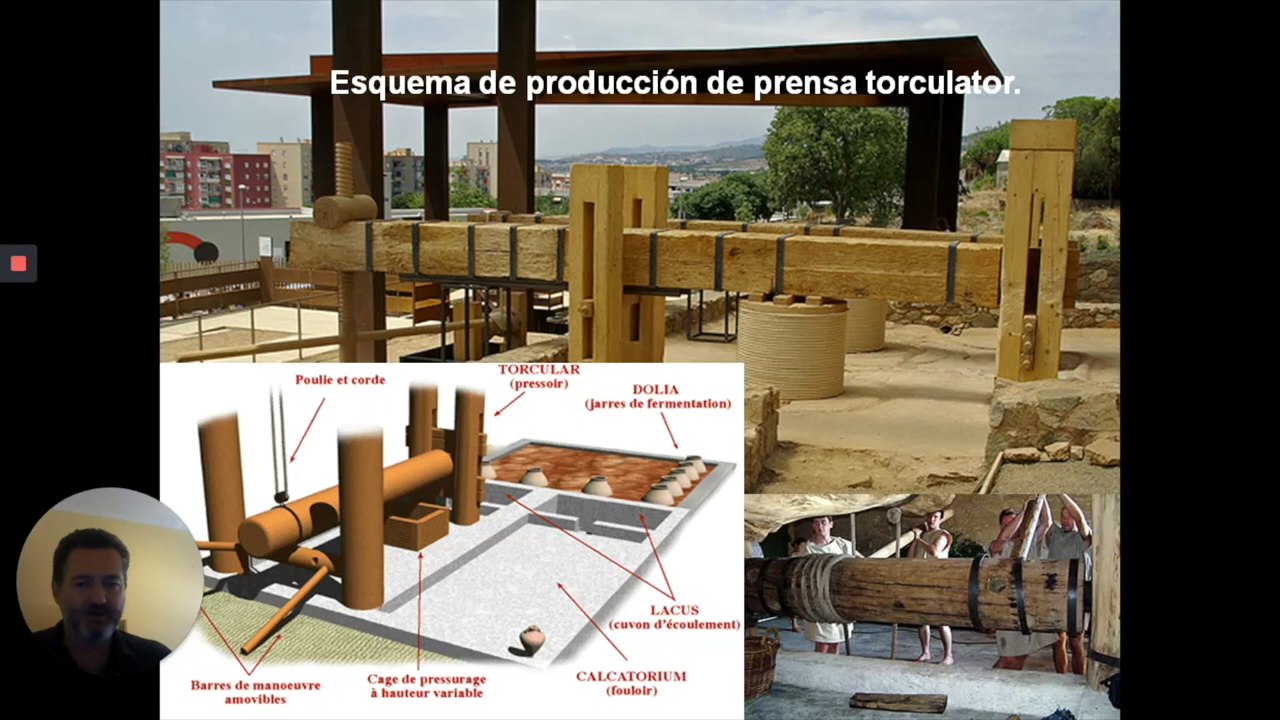 Esquema de producción de prensa torculator.
Poulie et corde
TORCULAR
(pressoir)
DOLIA
(jarres de fermentation)
LACUS
(cuvon d'écoulement)
CALCATORIUM
(fouloir)
Cage de pressurage
à hauteur variable
Barres de manoeuvre
amovibles